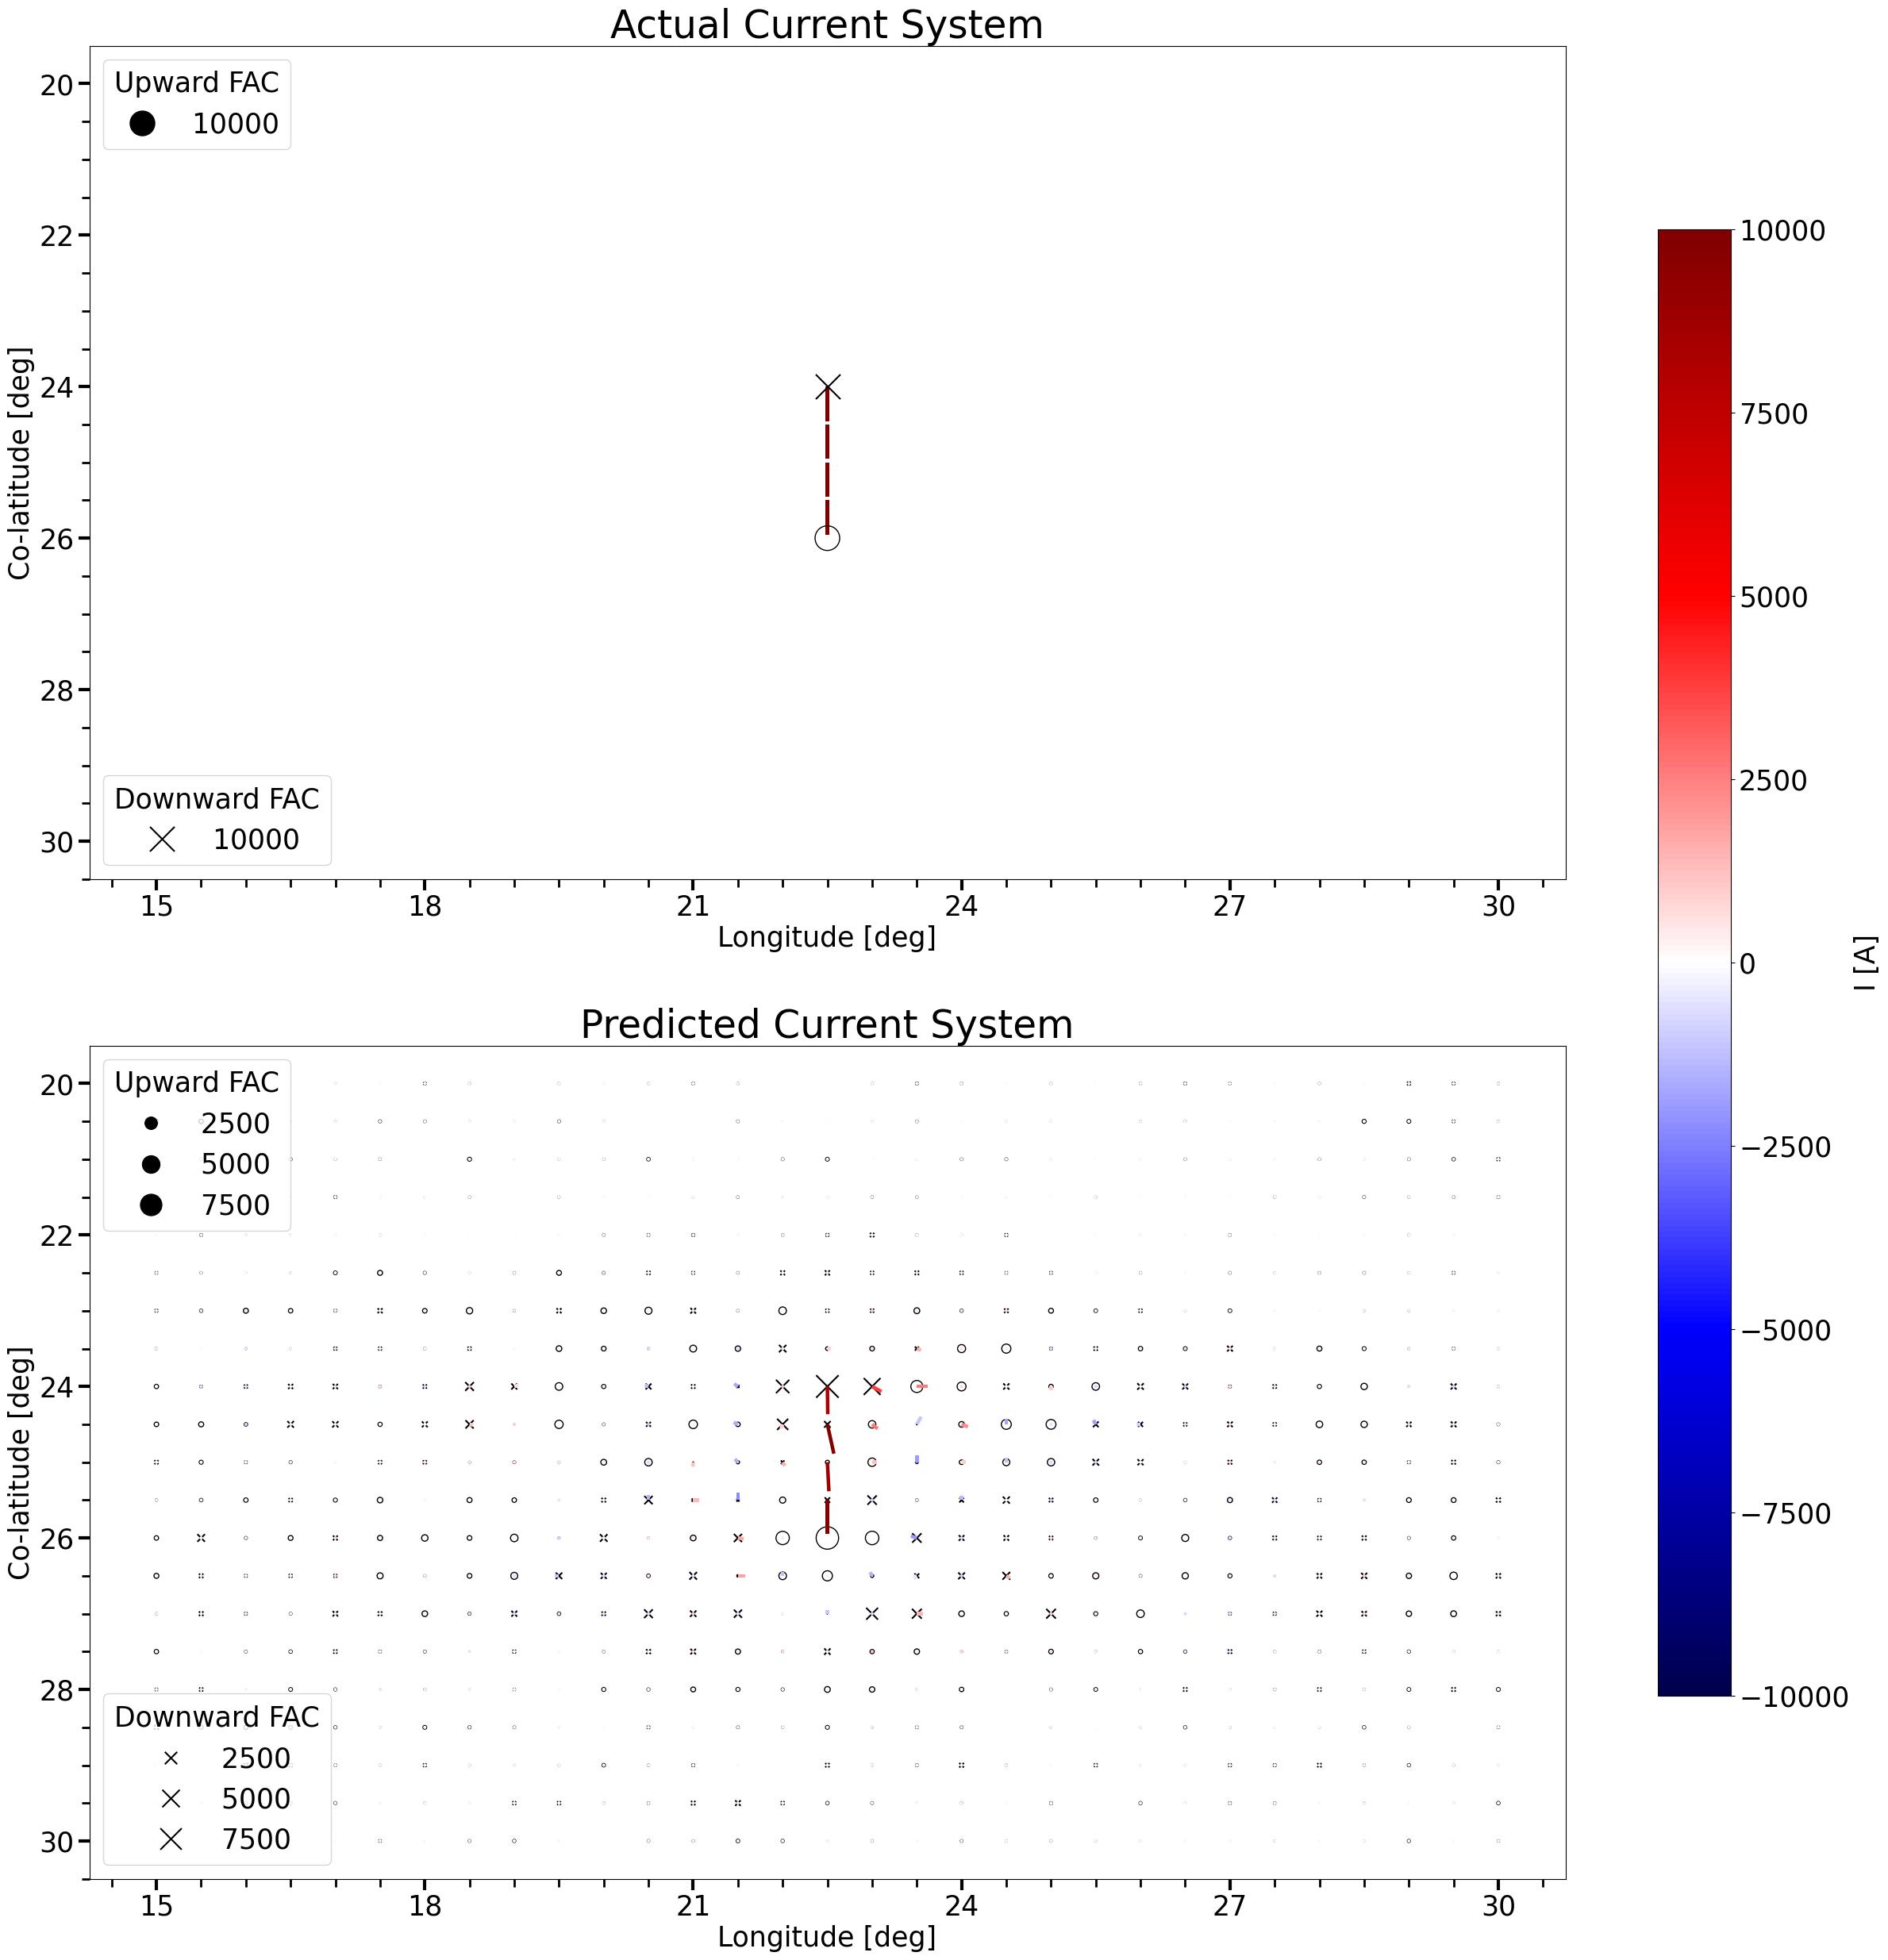 Actual Current System
Upward FAC
10000
Downward FAC
10000
20
22
24
26
28
30
Co-latitude [deg]
15 18 21 24 27 30
Longitude [deg]
Predicted Current System
Upward FAC
2500
5000
7500
Downward FAC
2500
5000
7500
20
22
24
26
28
30
Co-latitude [deg]
15 18 21 24 27 30
Longitude [deg]
10000
7500
5000
2500
0
−2500
−5000
−7500
−10000
I [A]